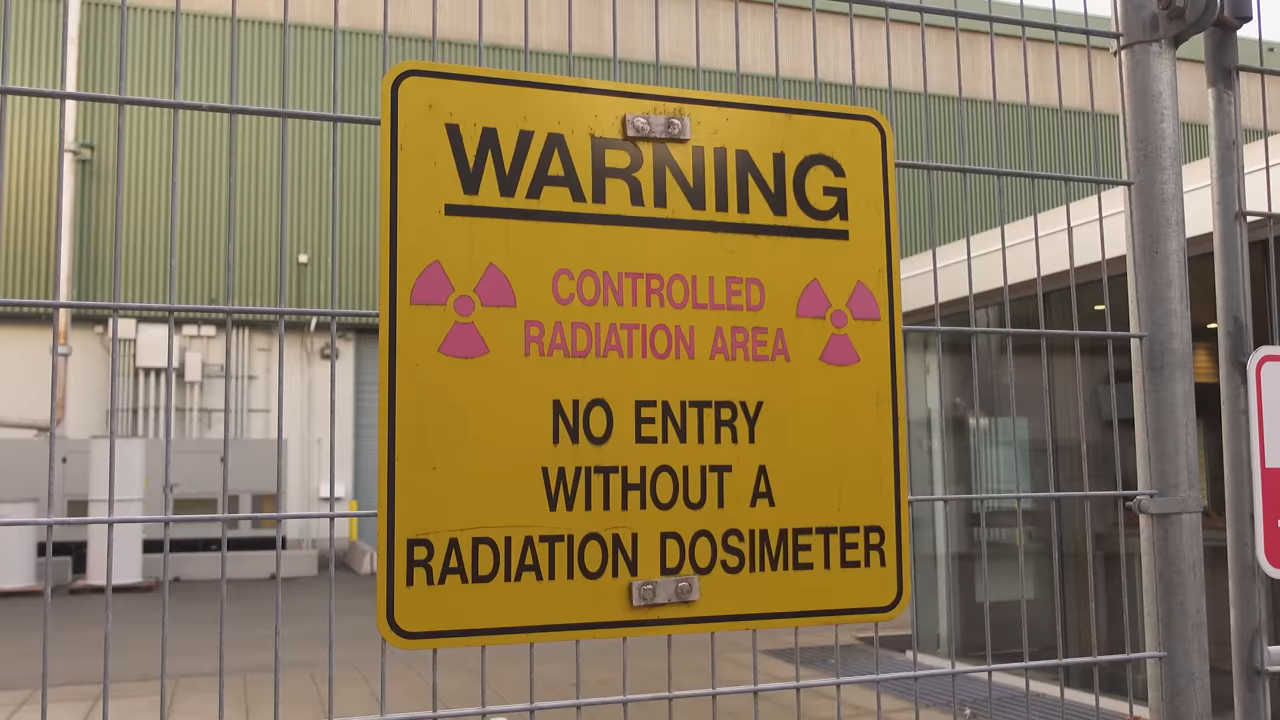 WARNING
CONTROLLED
RADIATION AREA
NO ENTRY
WITHOUT A
RADIATION DOSIMETER